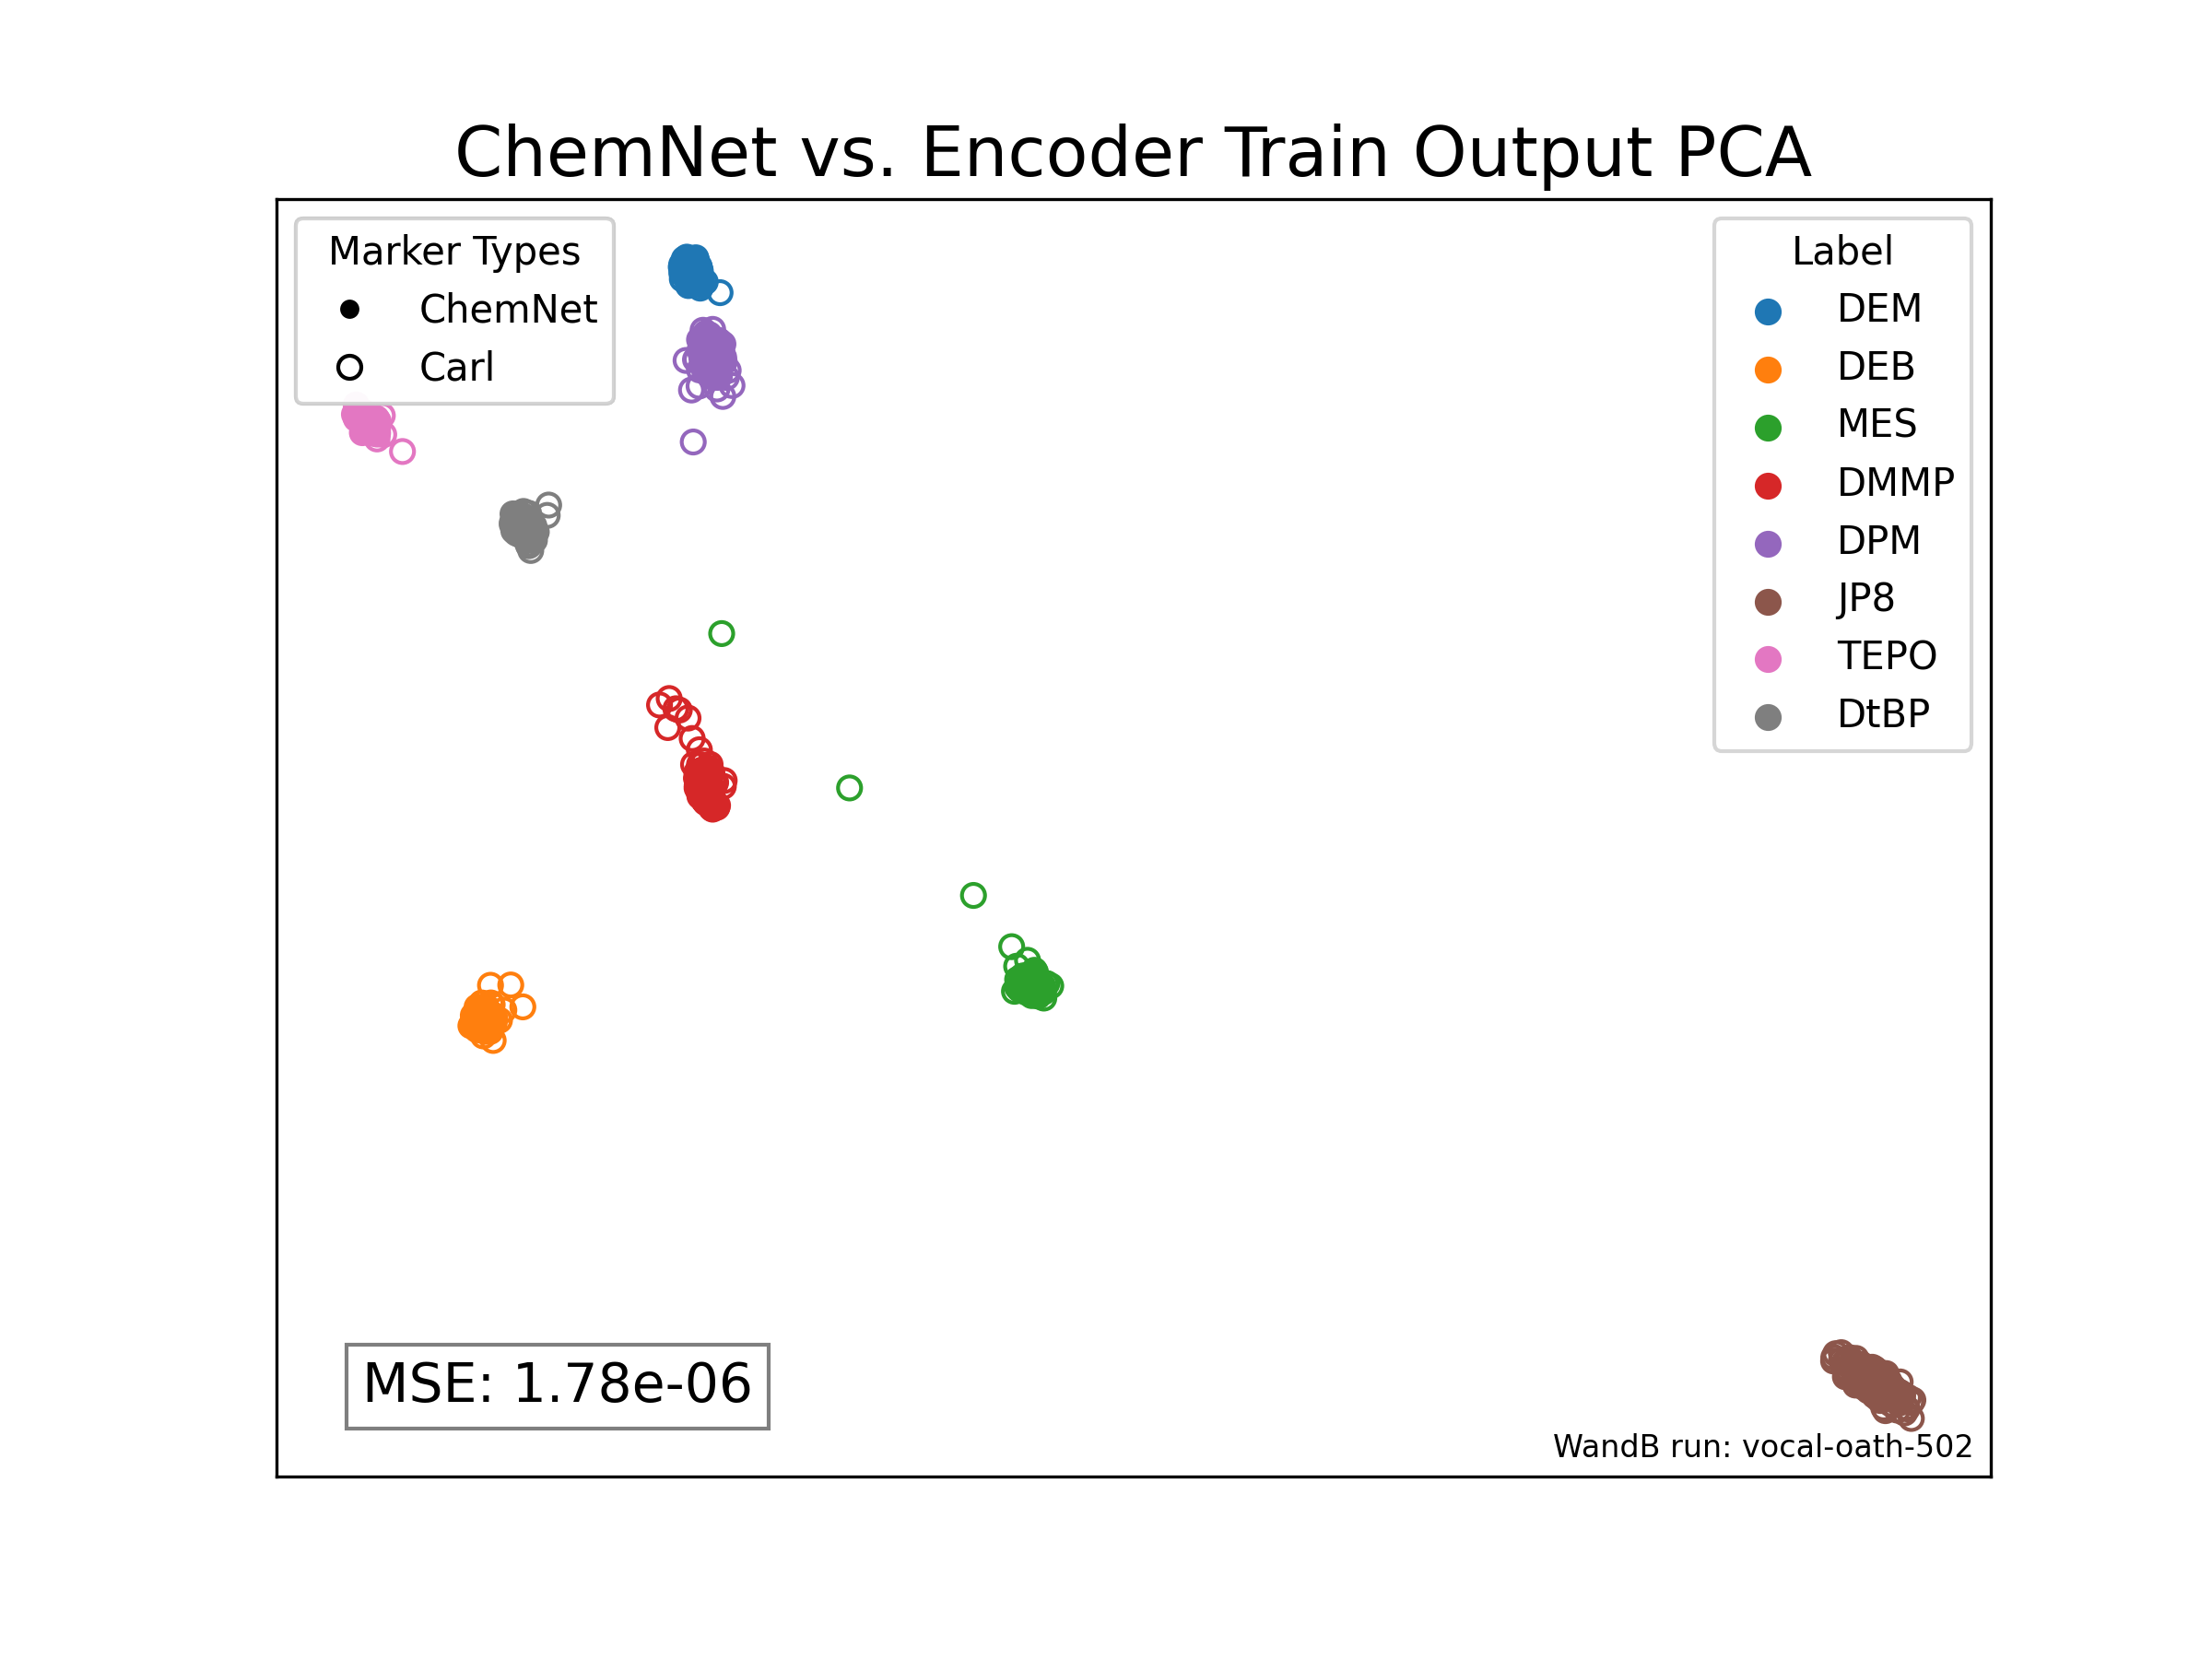 ChemNet vs. Encoder Train Output PCA
Marker Types
ChemNet
Carl
Label
DEM
DEB
MES
DMMP
DPM
JP8
TEPO
DtBP
MSE: 1.78e-06
WandB run: vocal-oath-502